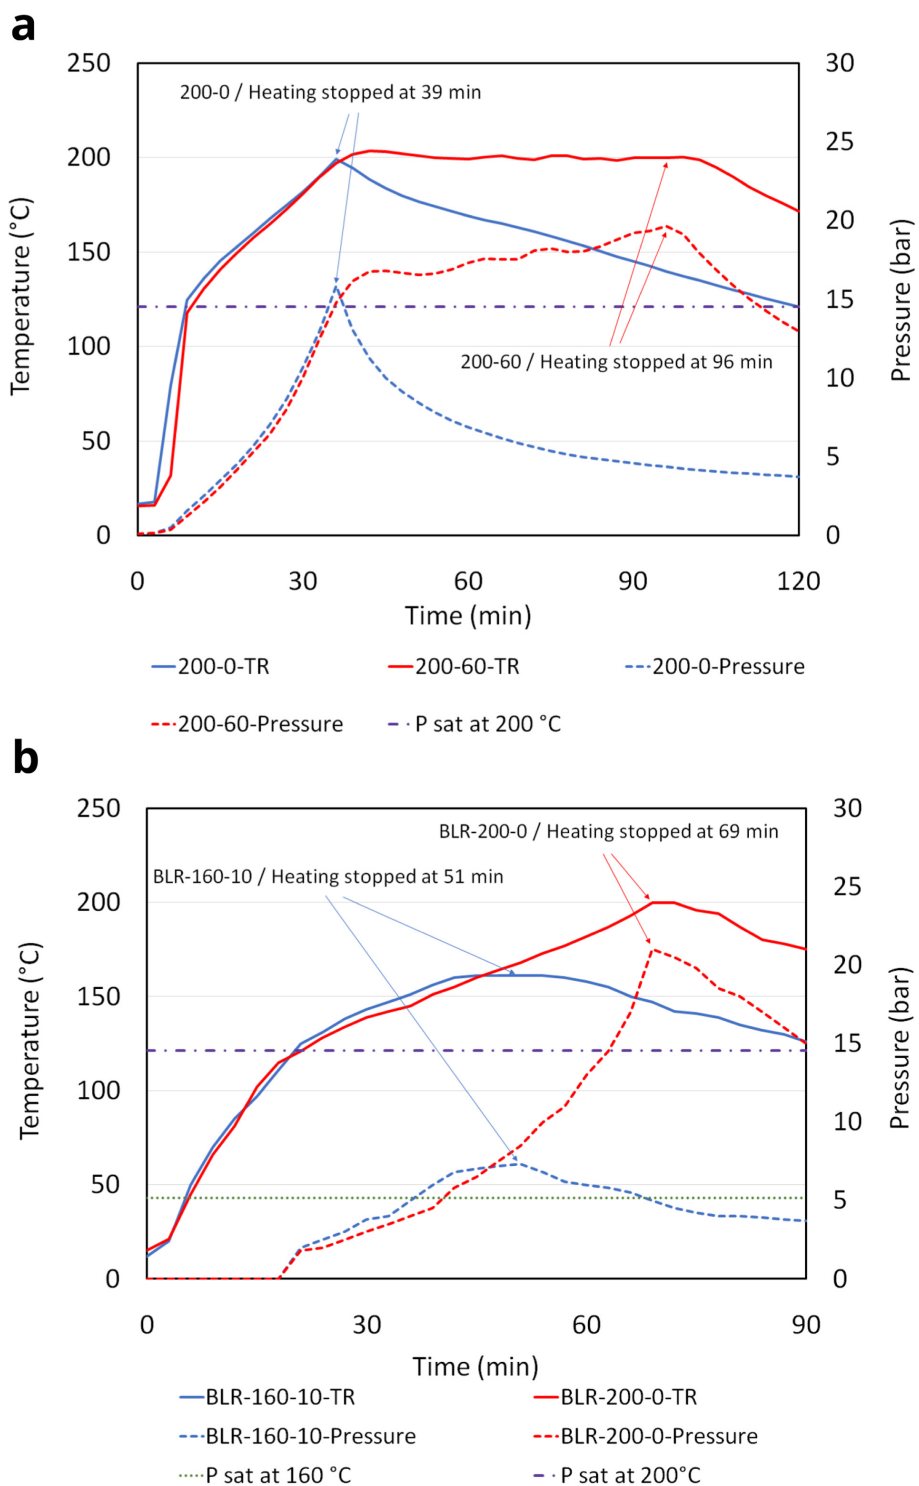 a
250
200
150
100
50
0
Temperature (°C)
30
25
20
15
10
5
0
Pressure (bar)
200-0 / Heating stopped at 39 min
200-60 / Heating stopped at 96 min
0 30 60 90 120
Time (min)
200-0-TR 200-60-TR 200-0-Pressure
200-60-Pressure P sat at 200 °C
b
250
200
150
100
50
0
Temperature (°C)
30
25
20
15
10
5
0
Pressure (bar)
BLR-200-0 / Heating stopped at 69 min
BLR-160-10 / Heating stopped at 51 min
0 30 60 90
Time (min)
BLR-160-10-TR BLR-200-0-TR
BLR-160-10-Pressure BLR-200-0-Pressure
P sat at 160 °C P sat at 200°C